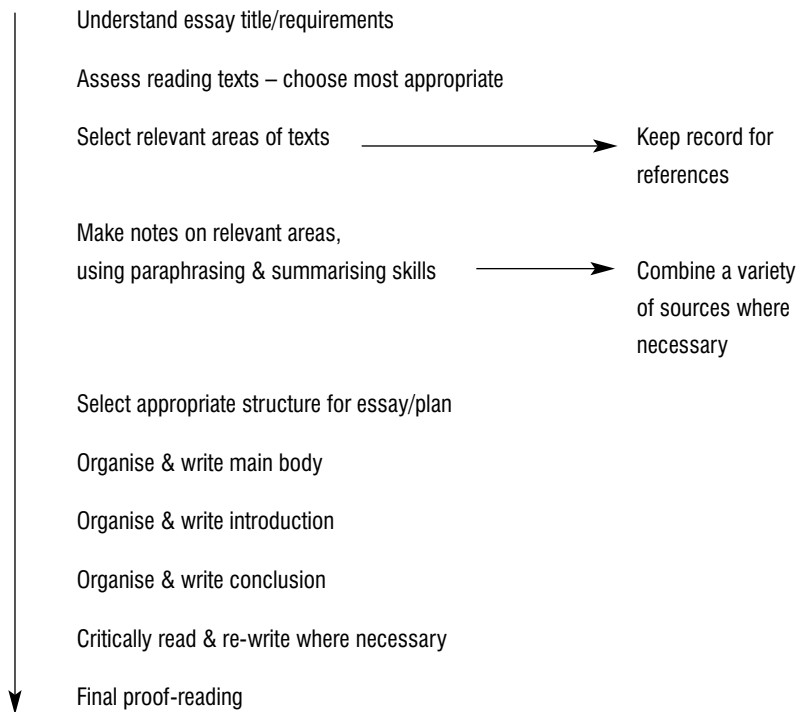 Understand essay title/requirements
Assess reading texts – choose most appropriate
Select relevant areas of texts
Keep record for
references
Make notes on relevant areas,
using paraphrasing & summarising skills
Combine a variety
of sources where
necessary
Select appropriate structure for essay/plan
Organise & write main body
Organise & write introduction
Organise & write conclusion
Critically read & re-write where necessary
Final proof-reading